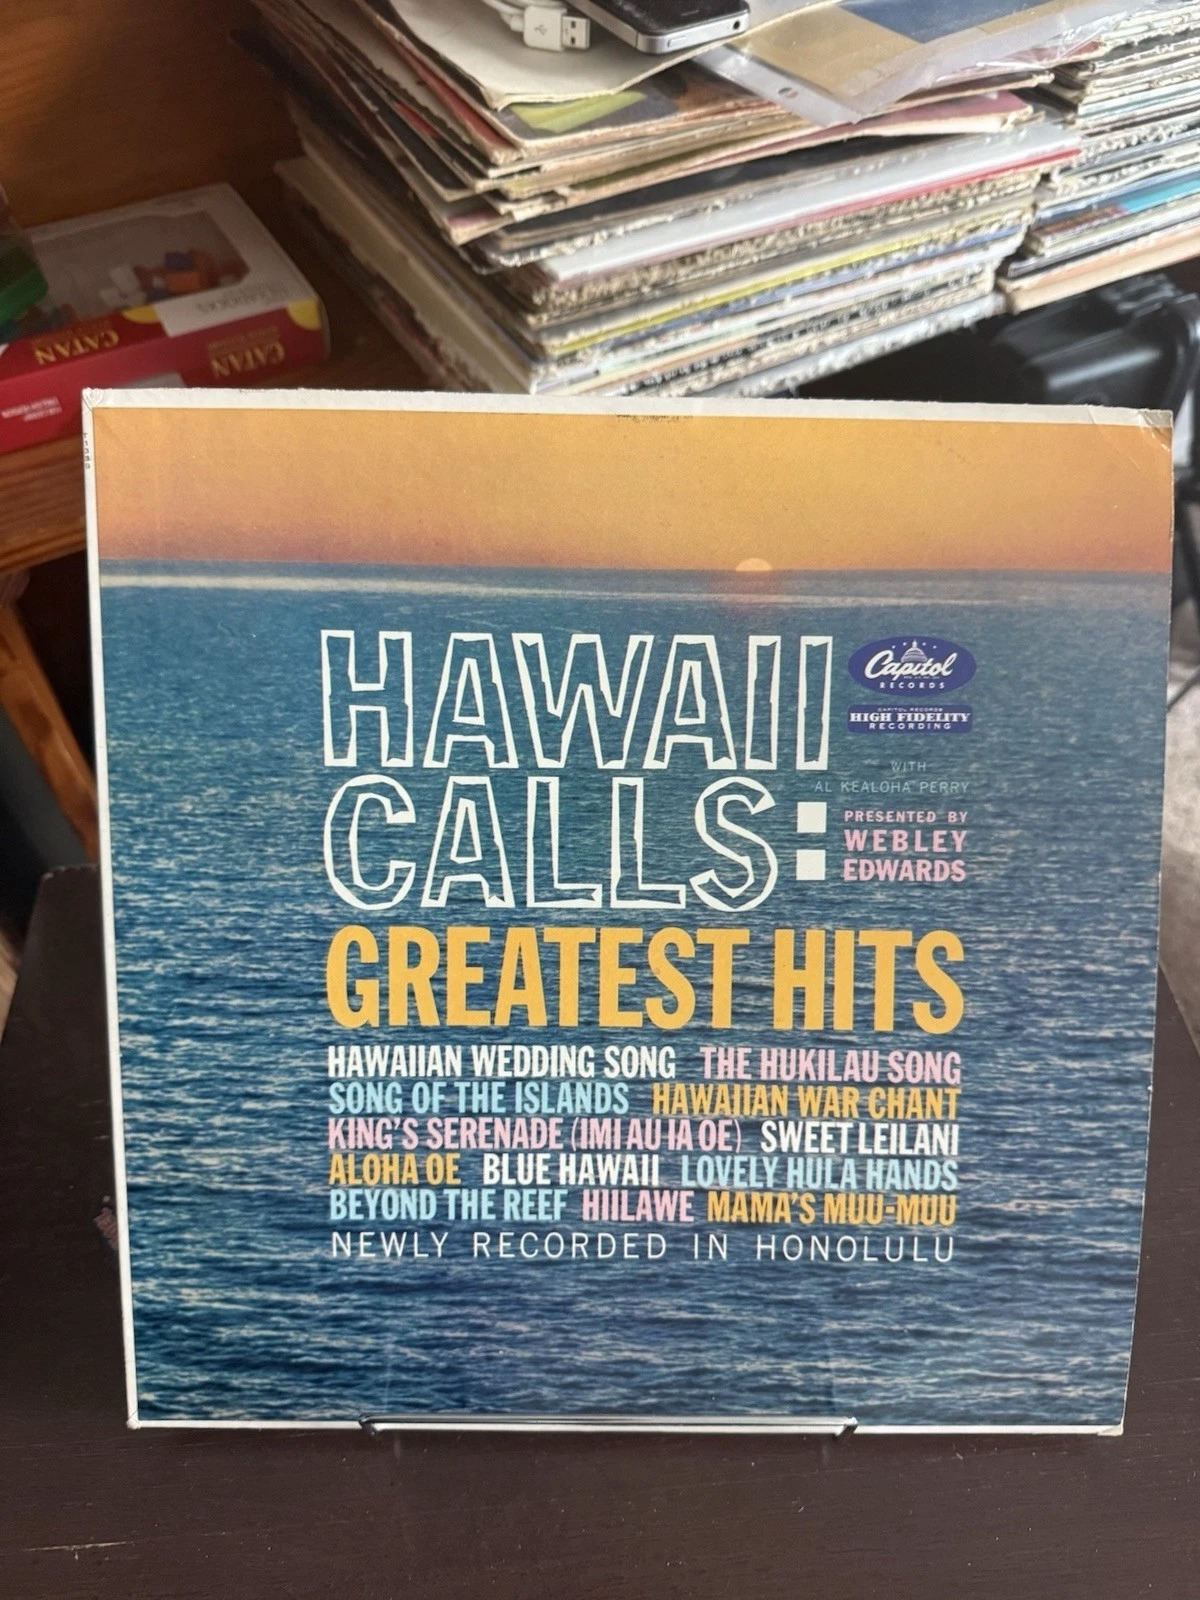 CATAN
CATAN
T1339
HAWAII
CALLS:
Capitol
RECORDS
CAPITOL RECORDS
HIGH FIDELITY
RECORDING
WITH
AL KEALOHA PERRY
PRESENTED BY
WEBLEY
EDWARDS
GREATEST HITS
HAWAIIAN WEDDING SONG THE HUKILAU SONG
SONG OF THE ISLANDS HAWAIIAN WAR CHANT
KING'S SERENADE (IMI AU IA OE) SWEET LEILANI
ALOHA OE BLUE HAWAII LOVELY HULA HANDS
BEYOND THE REEF HIILAWE MAMA'S MUU-MUU
NEWLY RECORDED IN HONOLULU